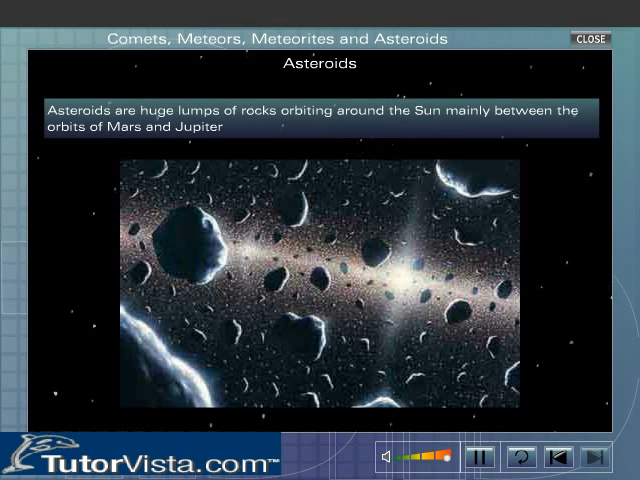 Comets, Meteors, Meteorites and Asteroids
CLOSE
Asteroids
Asteroids are huge lumps of rocks orbiting around the Sun mainly between the
orbits of Mars and Jupiter
TutorVista.com™